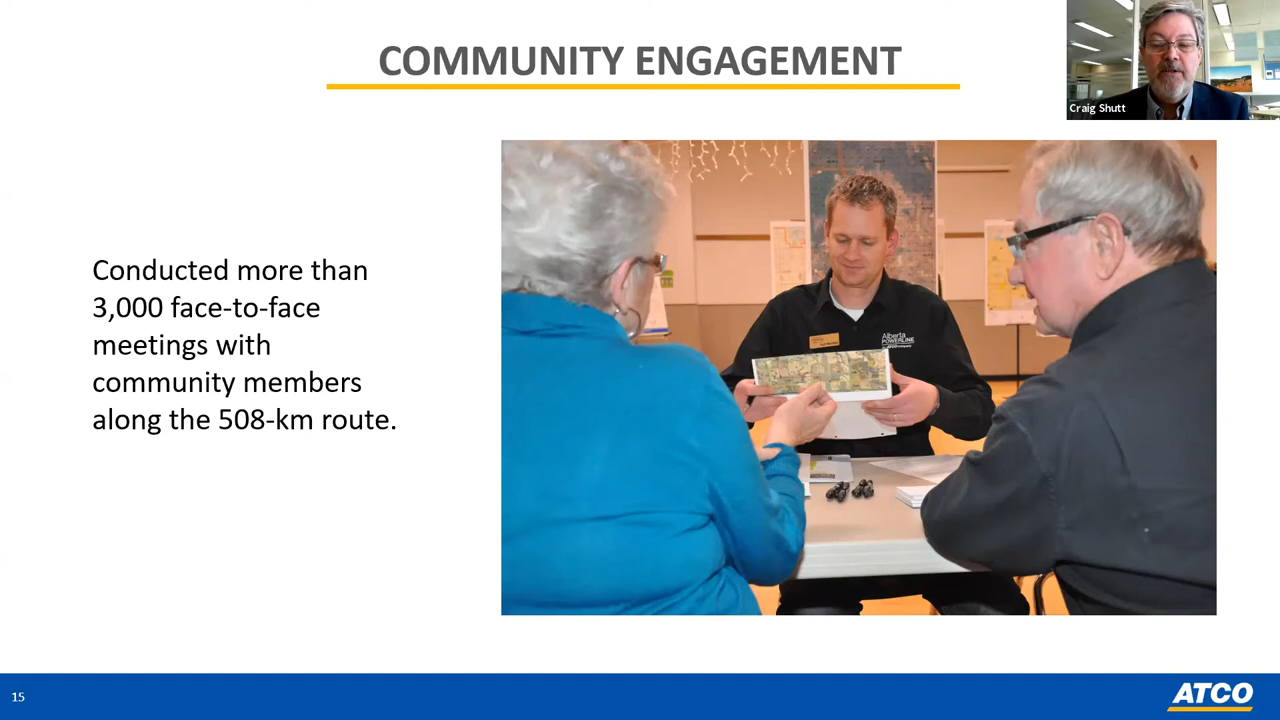 COMMUNITY ENGAGEMENT
Craig Shutt
Conducted more than
3,000 face-to-face
meetings with
community members
along the 508-km route.
Alberta
POWERLINE
15
ATCO